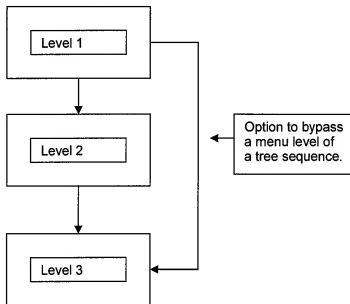 Level 1
Level 2
Option to bypass
a menu level of
a tree sequence.
Level 3